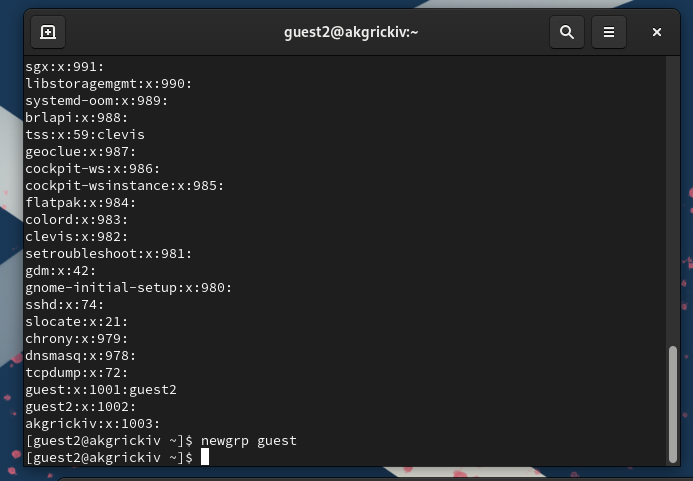 guest2@akgrickiv:~
sgx:x:991:
libstoragemgmt:x:990:
systemd-oom:x:989:
brlapi:x:988:
tss:x:59:clevis
geoclue:x:987:
cockpit-ws:x:986:
cockpit-wsinstance:x:985:
flatpak:x:984:
colord:x:983:
clevis:x:982:
setroubleshoot:x:981:
gdm:x:42:
gnome-initial-setup:x:980:
sshd:x:74:
slocate:x:21:
chrony:x:979:
dnsmasq:x:978:
tcpdump:x:72:
guest:x:1001:guest2
guest2:x:1002:
akgrickiv:x:1003:
[guest2@akgrickiv ~]$ newgrp guest
[guest2@akgrickiv ~]$